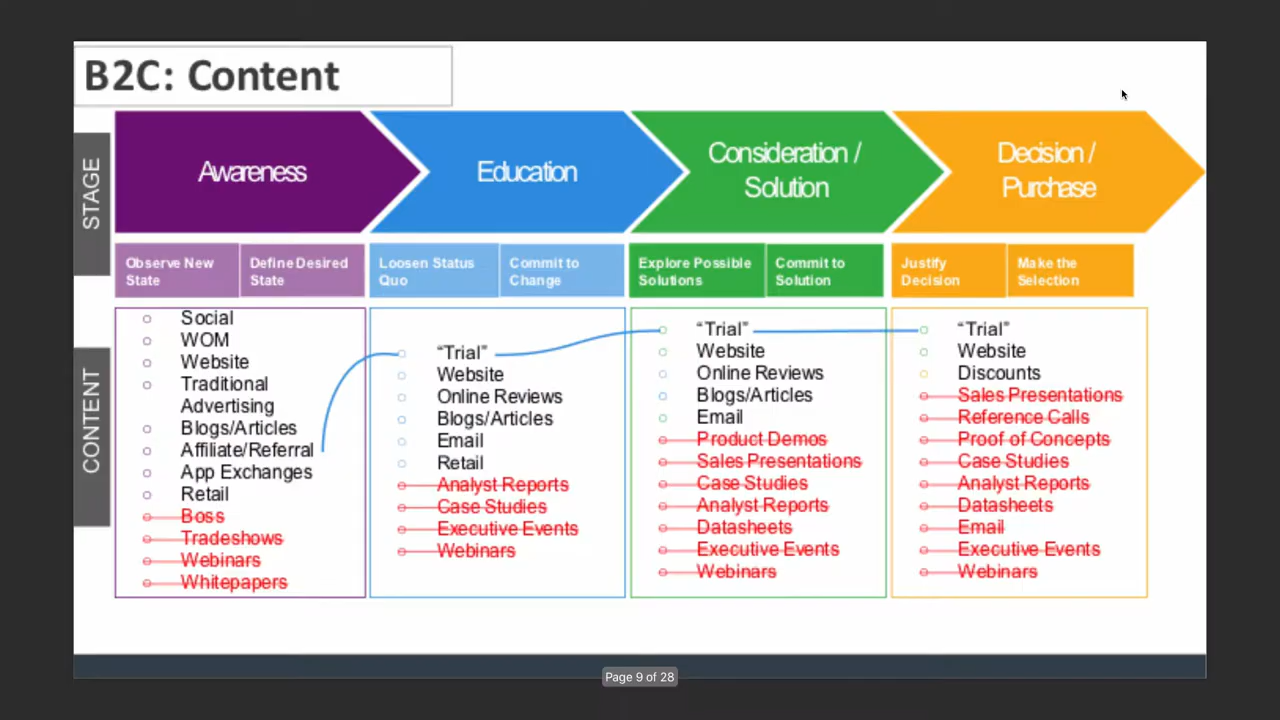 B2C: Content
STAGE
Awareness
Education
Consideration /
Solution
Decision /
Purchase
Observe New
State
Define Desired
State
Loosen Status
Quo
Commit to
Change
Explore Possible
Solutions
Commit to
Solution
Justify
Decision
Make the
Selection
CONTENT
Social
WOM
Website
Traditional
Advertising
Blogs/Articles
Affiliate/Referral
App Exchanges
Retail
Boss
Tradeshows
Webinars
Whitepapers
“Trial”
Website
Online Reviews
Blogs/Articles
Email
Retail
Analyst Reports
Case Studies
Executive Events
Webinars
“Trial”
Website
Online Reviews
Blogs/Articles
Email
Product Demos
Sales Presentations
Case Studies
Analyst Reports
Datasheets
Executive Events
Webinars
“Trial”
Website
Discounts
Sales Presentations
Reference Calls
Proof of Concepts
Case Studies
Analyst Reports
Datasheets
Email
Executive Events
Webinars
Page 9 of 28